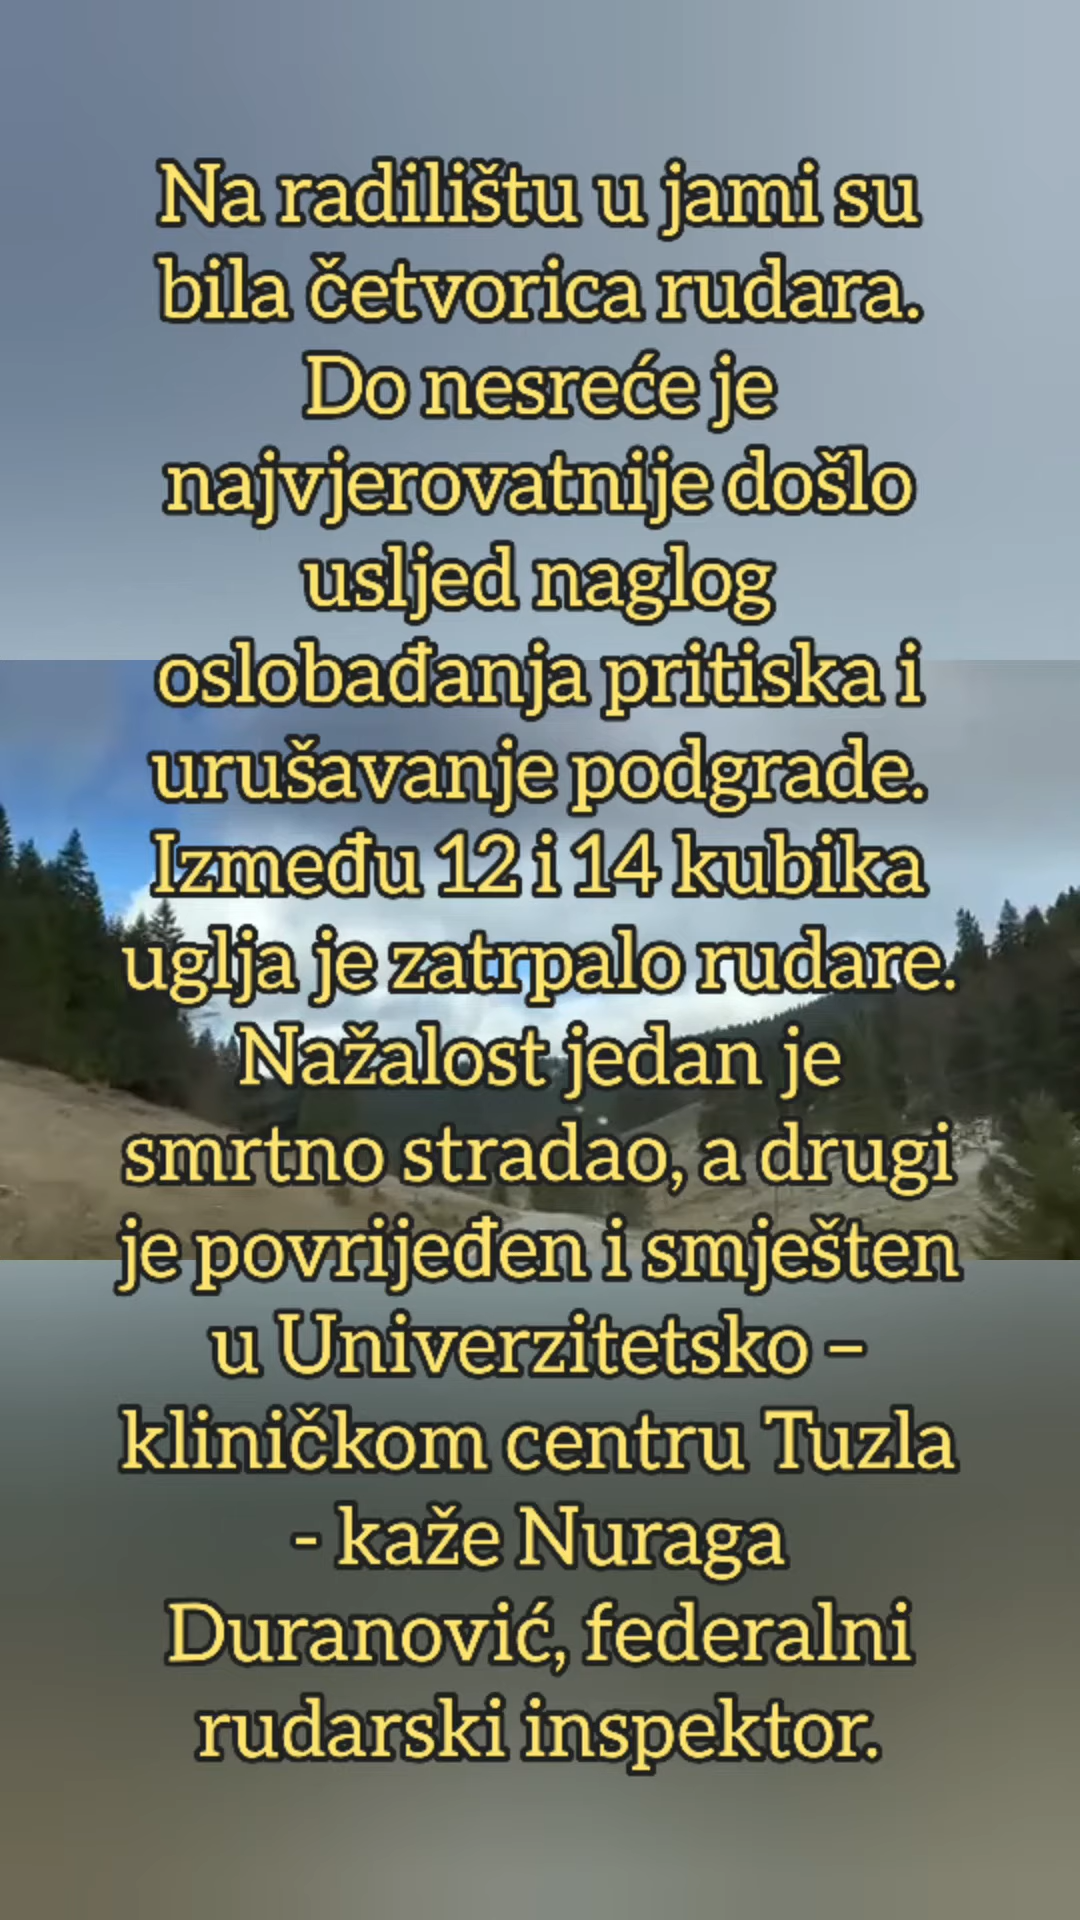 Na radilištu u jami su
bila četvorica rudara.
Do nesreće je
najvjerovatnije došlo
usljed naglog
oslobađanja pritiska i
urušavanje podgrade.
Između 12 i 14 kubika
uglja je zatrpalo rudare.
Nažalost jedan je
smrtno stradao, a drugi
je povrijeđen i smješten
u Univerzitetsko –
kliničkom centru Tuzla
- kaže Nuraga
Duranović, federalni
rudarski inspektor.